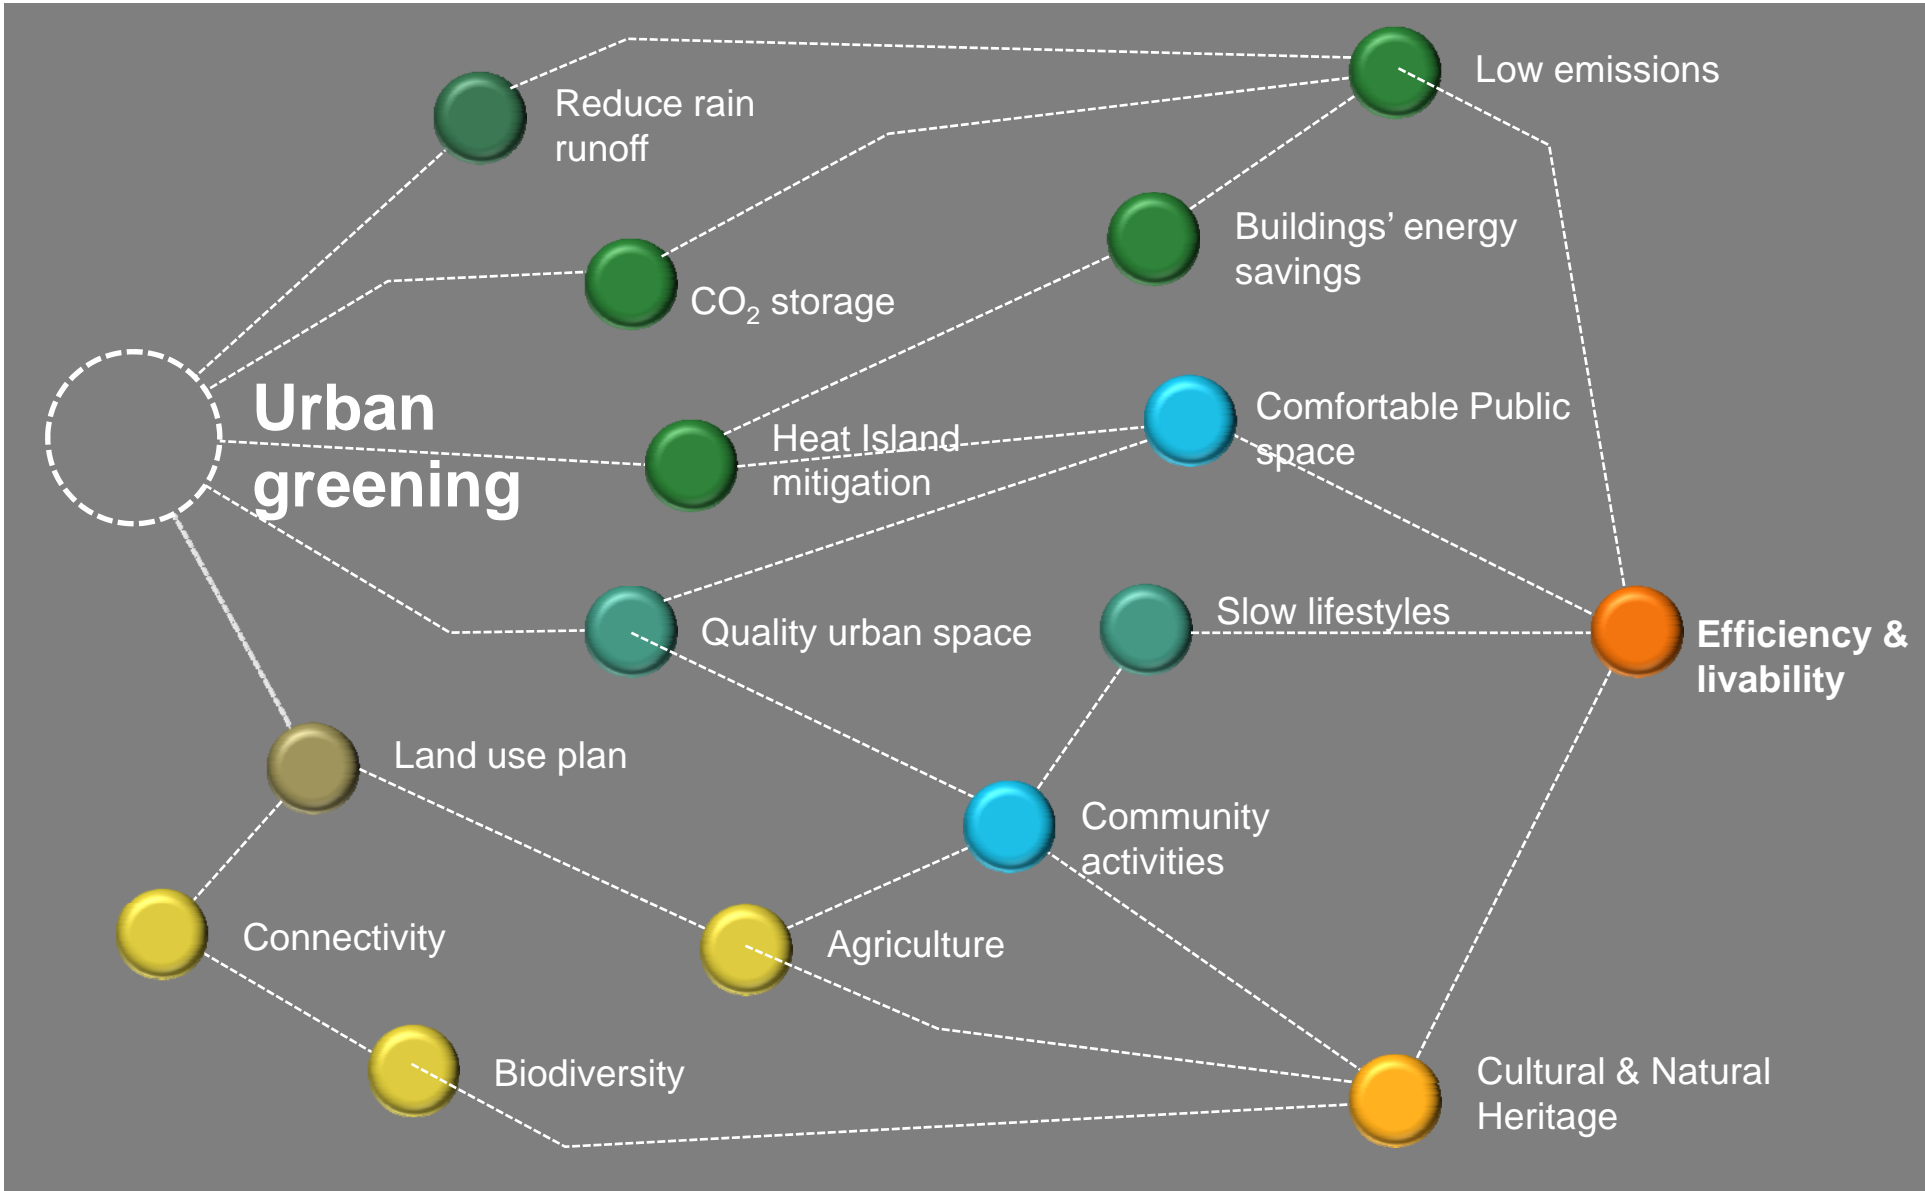 Low emissions
Reduce rain
runoff
Buildings’ energy
savings
CO₂ storage
Urban
greening
Comfortable Public
space
Heat Island
mitigation
Slow lifestyles
Quality urban space
Efficiency &
livability
Land use plan
Community
activities
Connectivity
Agriculture
Biodiversity
Cultural & Natural
Heritage